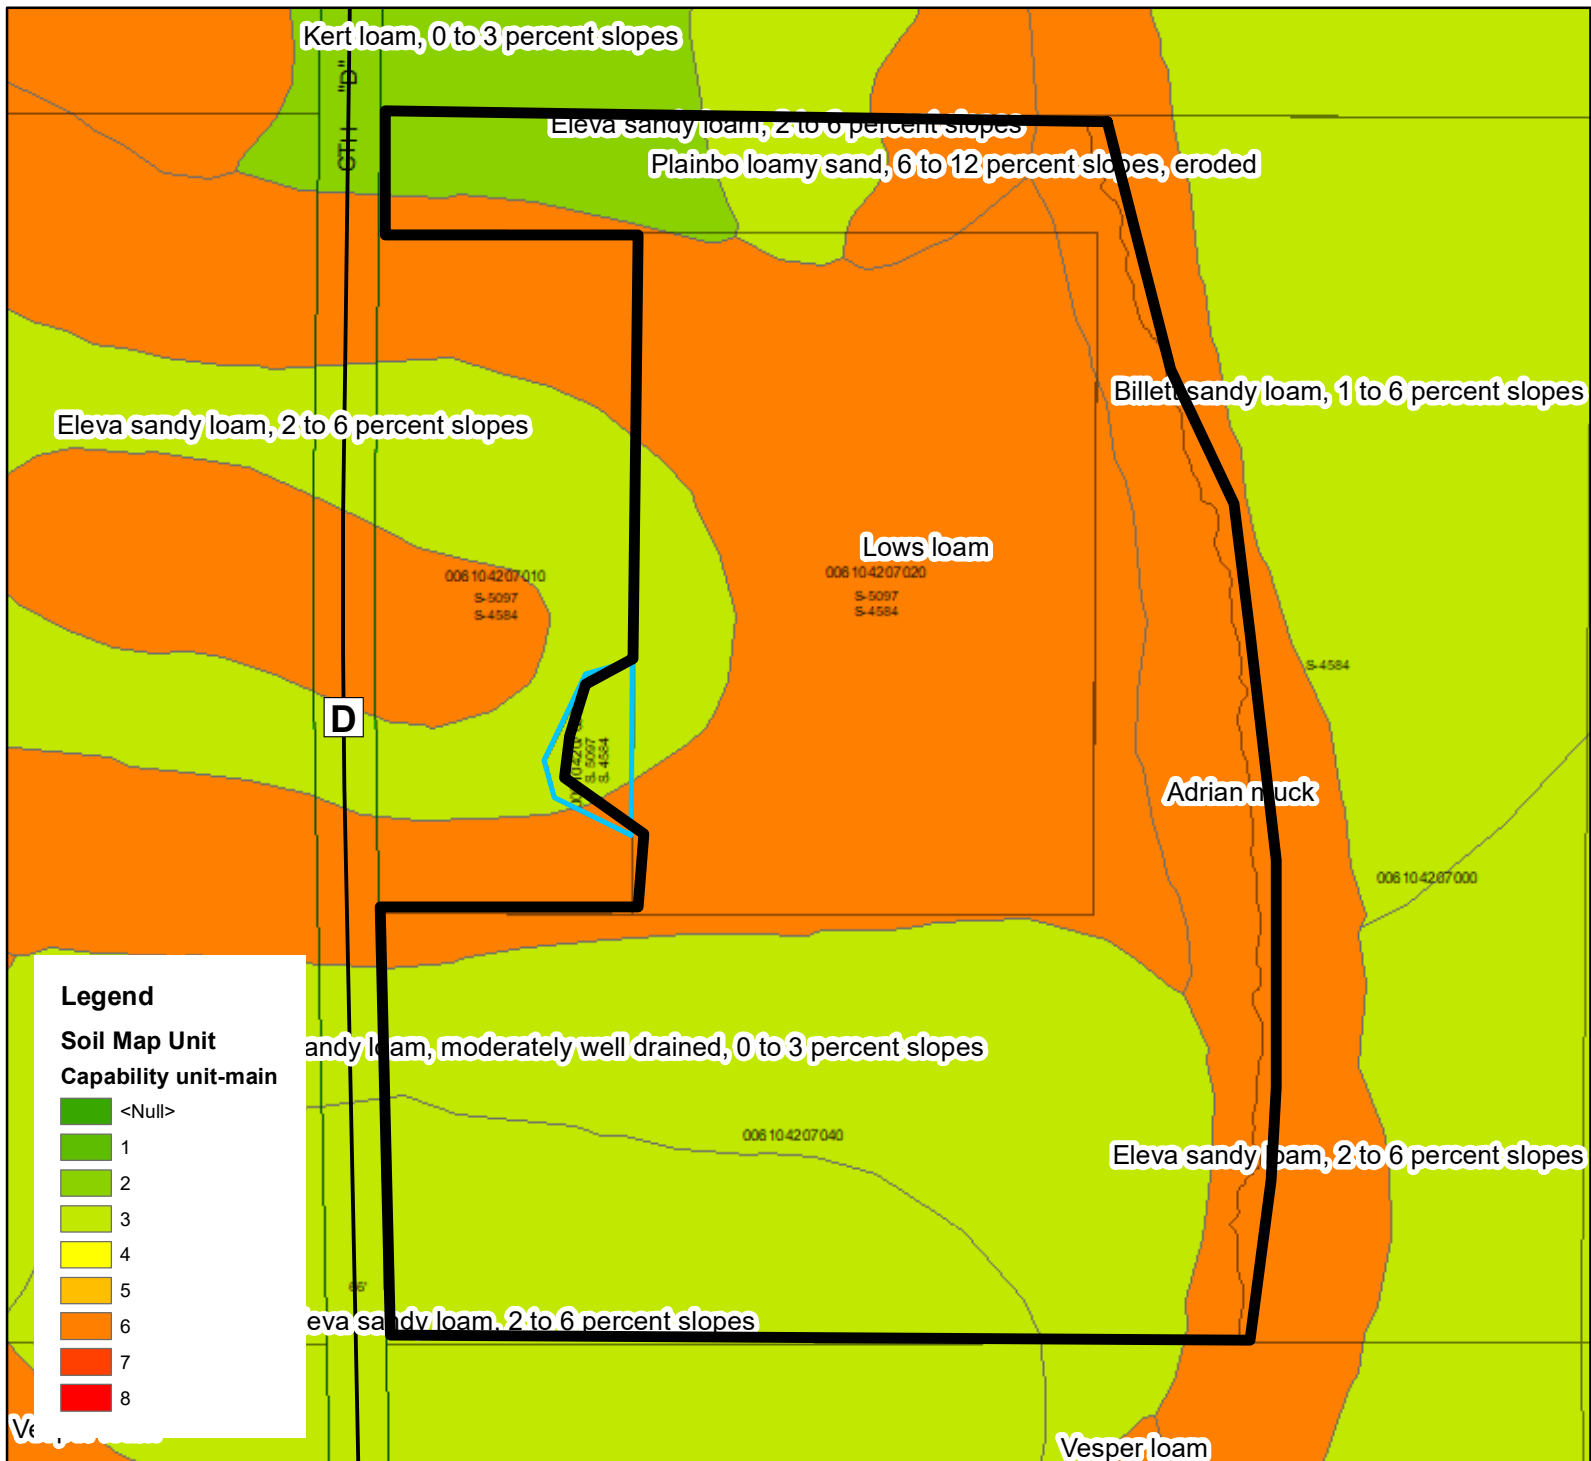 Kert loam, 0 to 3 percent slopes
CTH "D"
Eleva sandy loam, 2 to 6 percent slopes
Plainbo loamy sand, 6 to 12 percent slopes, eroded
Billett sandy loam, 1 to 6 percent slopes
Eleva sandy loam, 2 to 6 percent slopes
Lows loam
006104207010
S-5097
S-4584
006104207020
S-5097
S-4584
S-4584
D
S-5097
S-4584
Adrian muck
006104207000
andy loam, moderately well drained, 0 to 3 percent slopes
006104207040
Eleva sandy loam, 2 to 6 percent slopes
66'
eva sandy loam, 2 to 6 percent slopes
Legend
Soil Map Unit
Capability unit-main
<Null>
1
2
3
4
5
6
7
8
Vesper loam